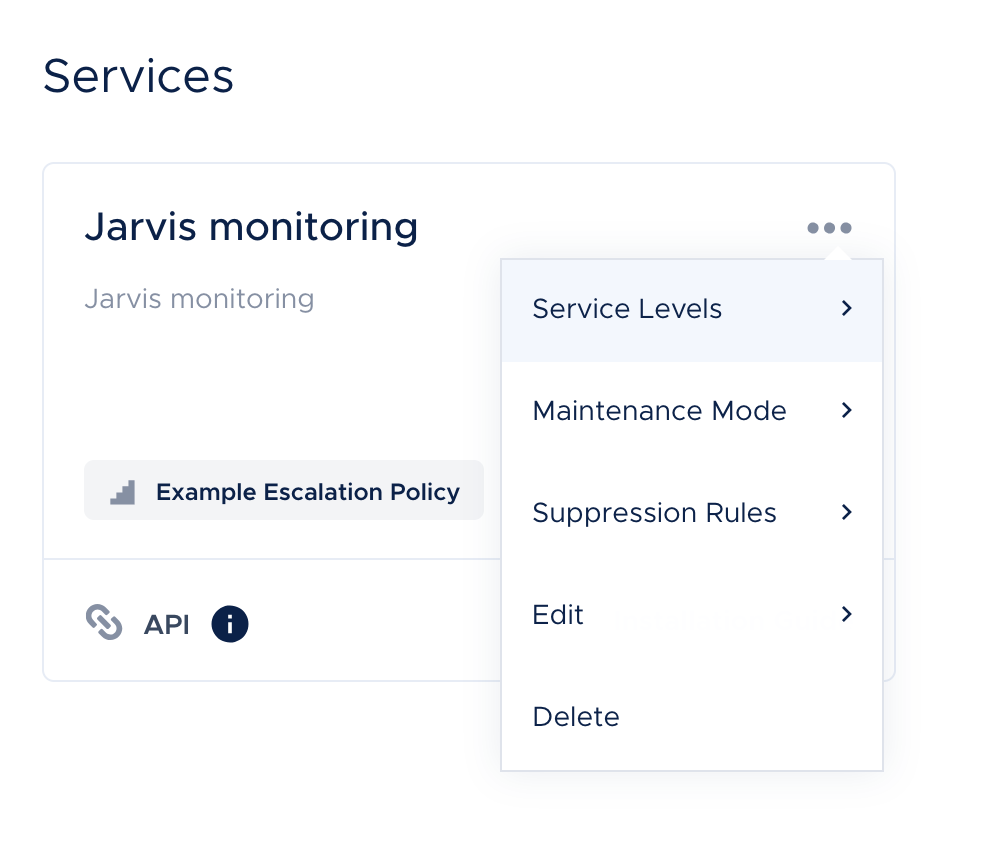 Services
Jarvis monitoring
Jarvis monitoring
Example Escalation Policy
API
Service Levels
Maintenance Mode
Suppression Rules
Edit
Delete